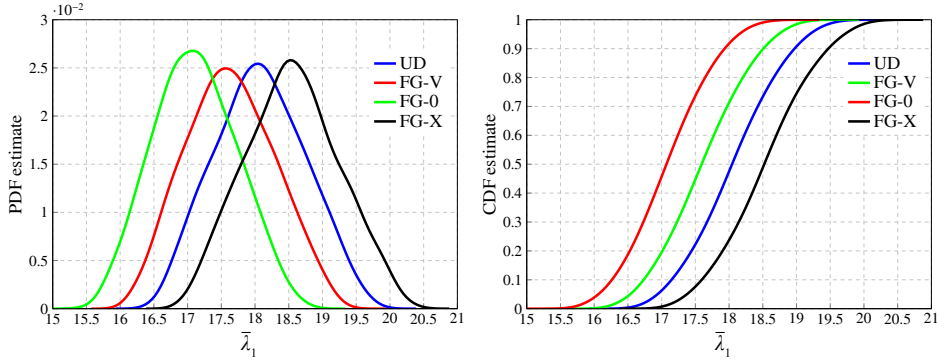 3 ×10⁻²
2.5
2
1.5
1
0.5
0
15 15.5 16 16.5 17 17.5 18 18.5 19 19.5 20 20.5 21
PDF estimate
λ̄₁
UD
FG-V
FG-0
FG-X
1
0.9
0.8
0.7
0.6
0.5
0.4
0.3
0.2
0.1
0
15 15.5 16 16.5 17 17.5 18 18.5 19 19.5 20 20.5 21
CDF estimate
λ̄₁
UD
FG-V
FG-0
FG-X